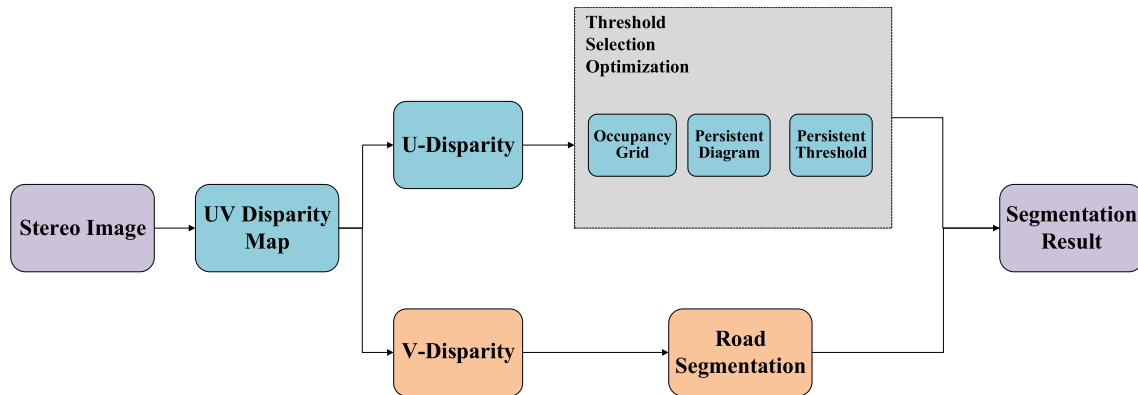 Threshold
Selection
Optimization
U-Disparity
Occupancy
Grid
Persistent
Diagram
Persistent
Threshold
Stereo Image
UV Disparity
Map
Segmentation
Result
V-Disparity
Road
Segmentation